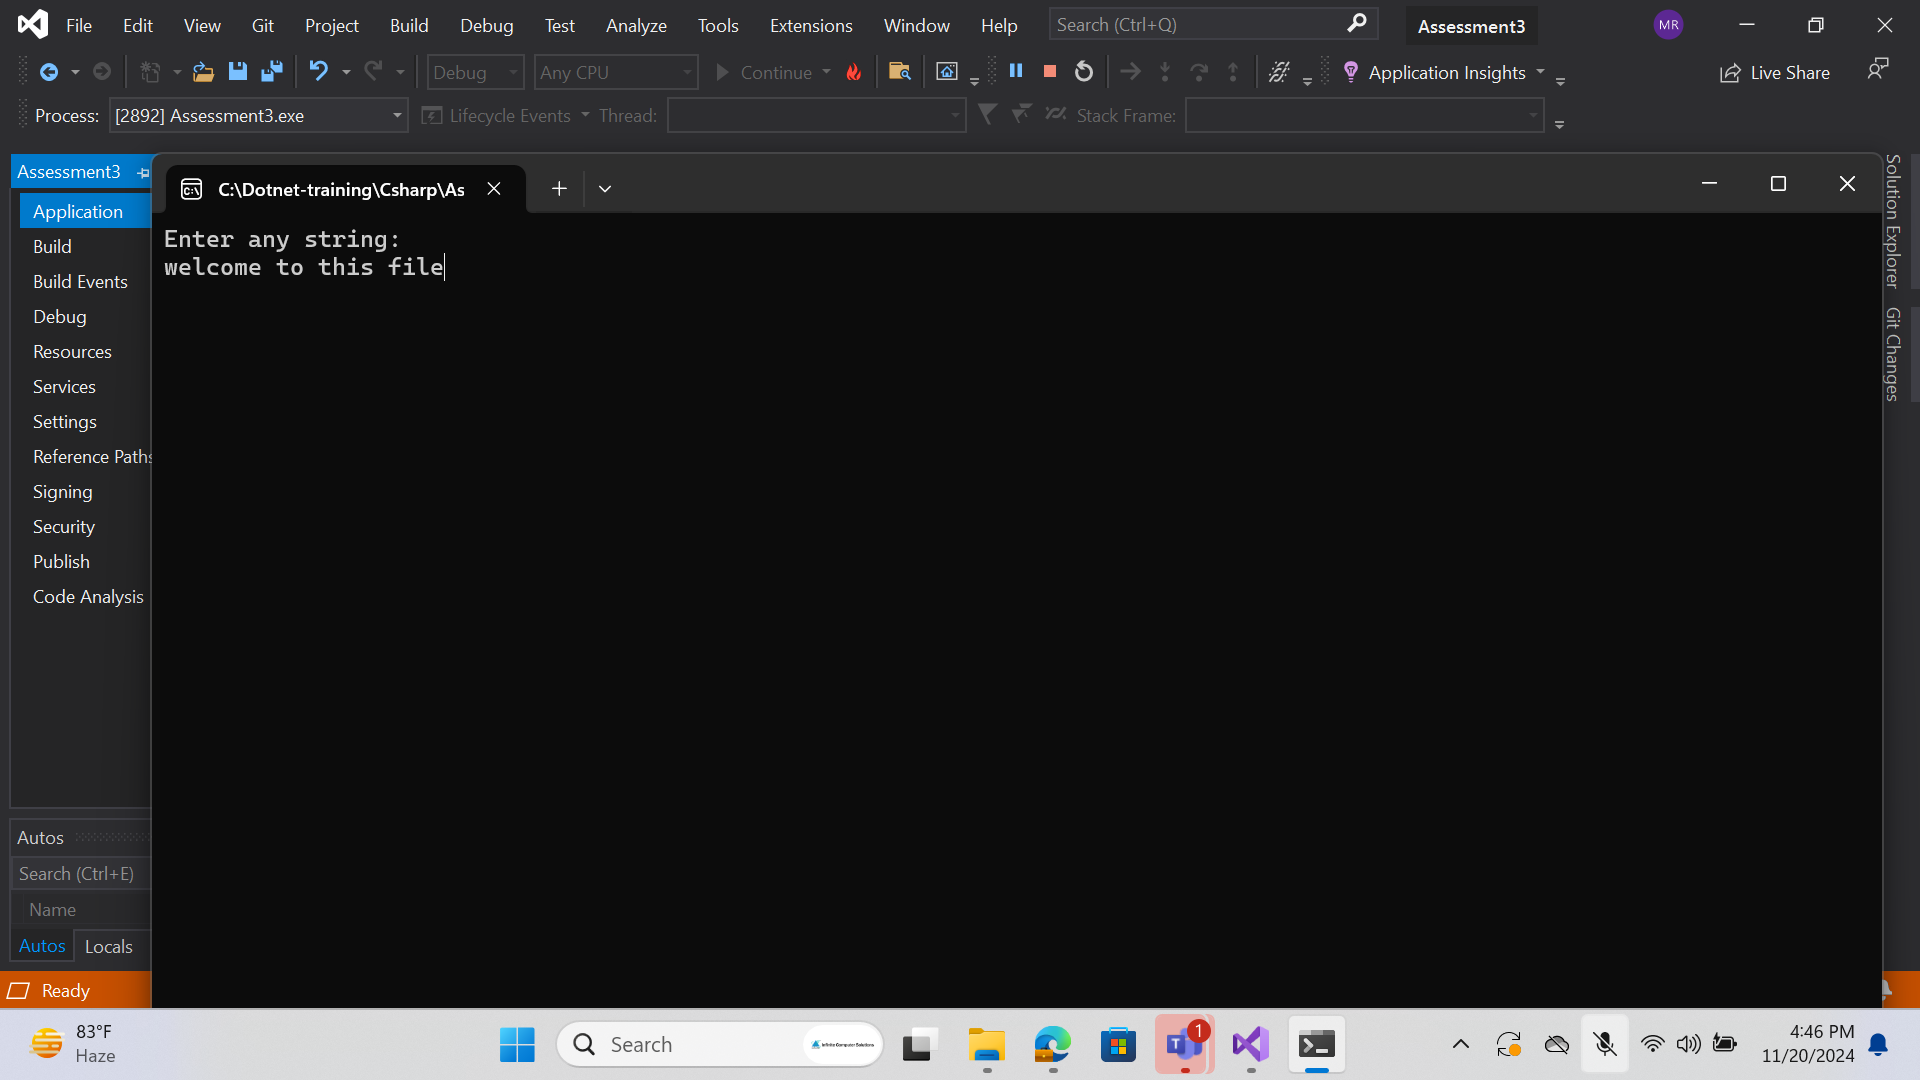 File Edit View Git Project Build Debug Test Analyze Tools Extensions Window Help Search (Ctrl+Q) Assessment3 MR
Debug Any CPU Continue Application Insights Live Share
Process: [2892] Assessment3.exe Lifecycle Events Thread: Stack Frame:
Assessment3
C:\Dotnet-training\Csharp\As
Enter any string:
welcome to this file
Application
Build
Build Events
Debug
Resources
Services
Settings
Reference Paths
Signing
Security
Publish
Code Analysis
Solution Explorer
Git Changes
Autos
Search (Ctrl+E)
Name
Autos Locals
Ready
83°F
Haze
Search
Infinite Computer Solutions
1
4:46 PM
11/20/2024